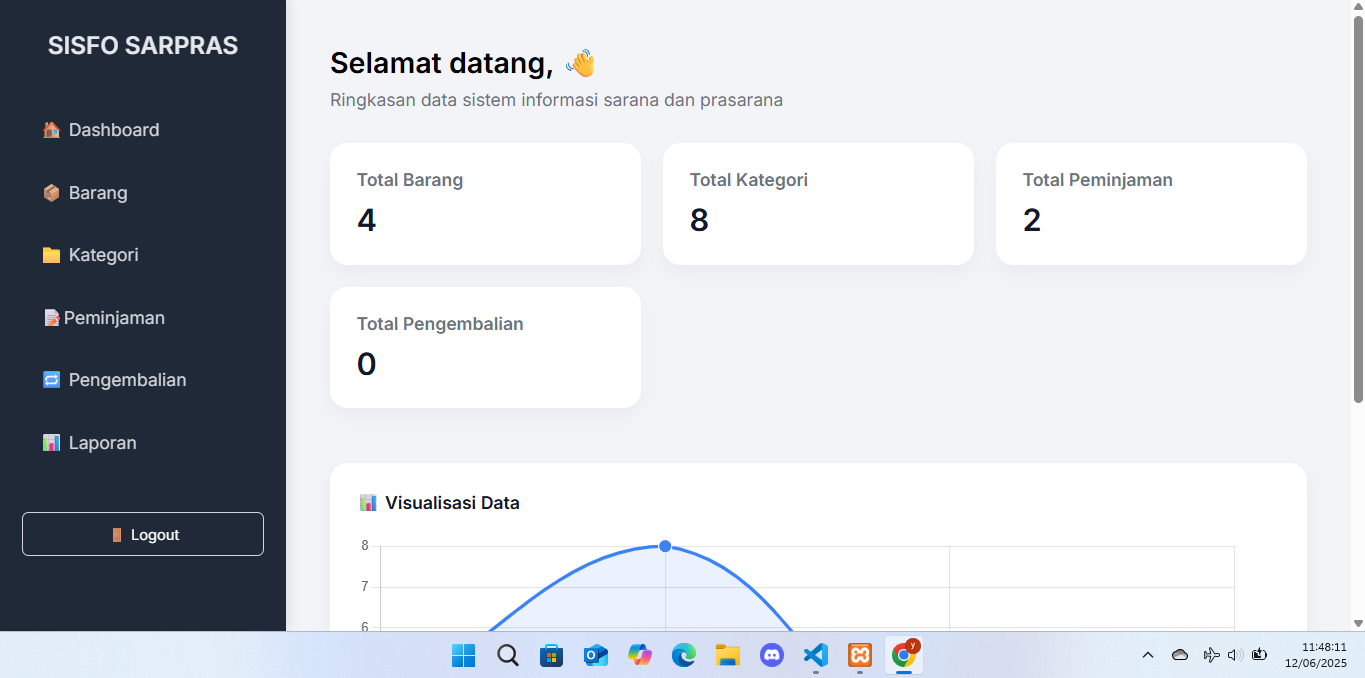 SISFO SARPRAS
Dashboard
Barang
Kategori
Peminjaman
Pengembalian
Laporan
Logout
Selamat datang,
Ringkasan data sistem informasi sarana dan prasarana
Total Barang
4
Total Kategori
8
Total Peminjaman
2
Total Pengembalian
0
Visualisasi Data
8
7
6
y
11:48:11
12/06/2025